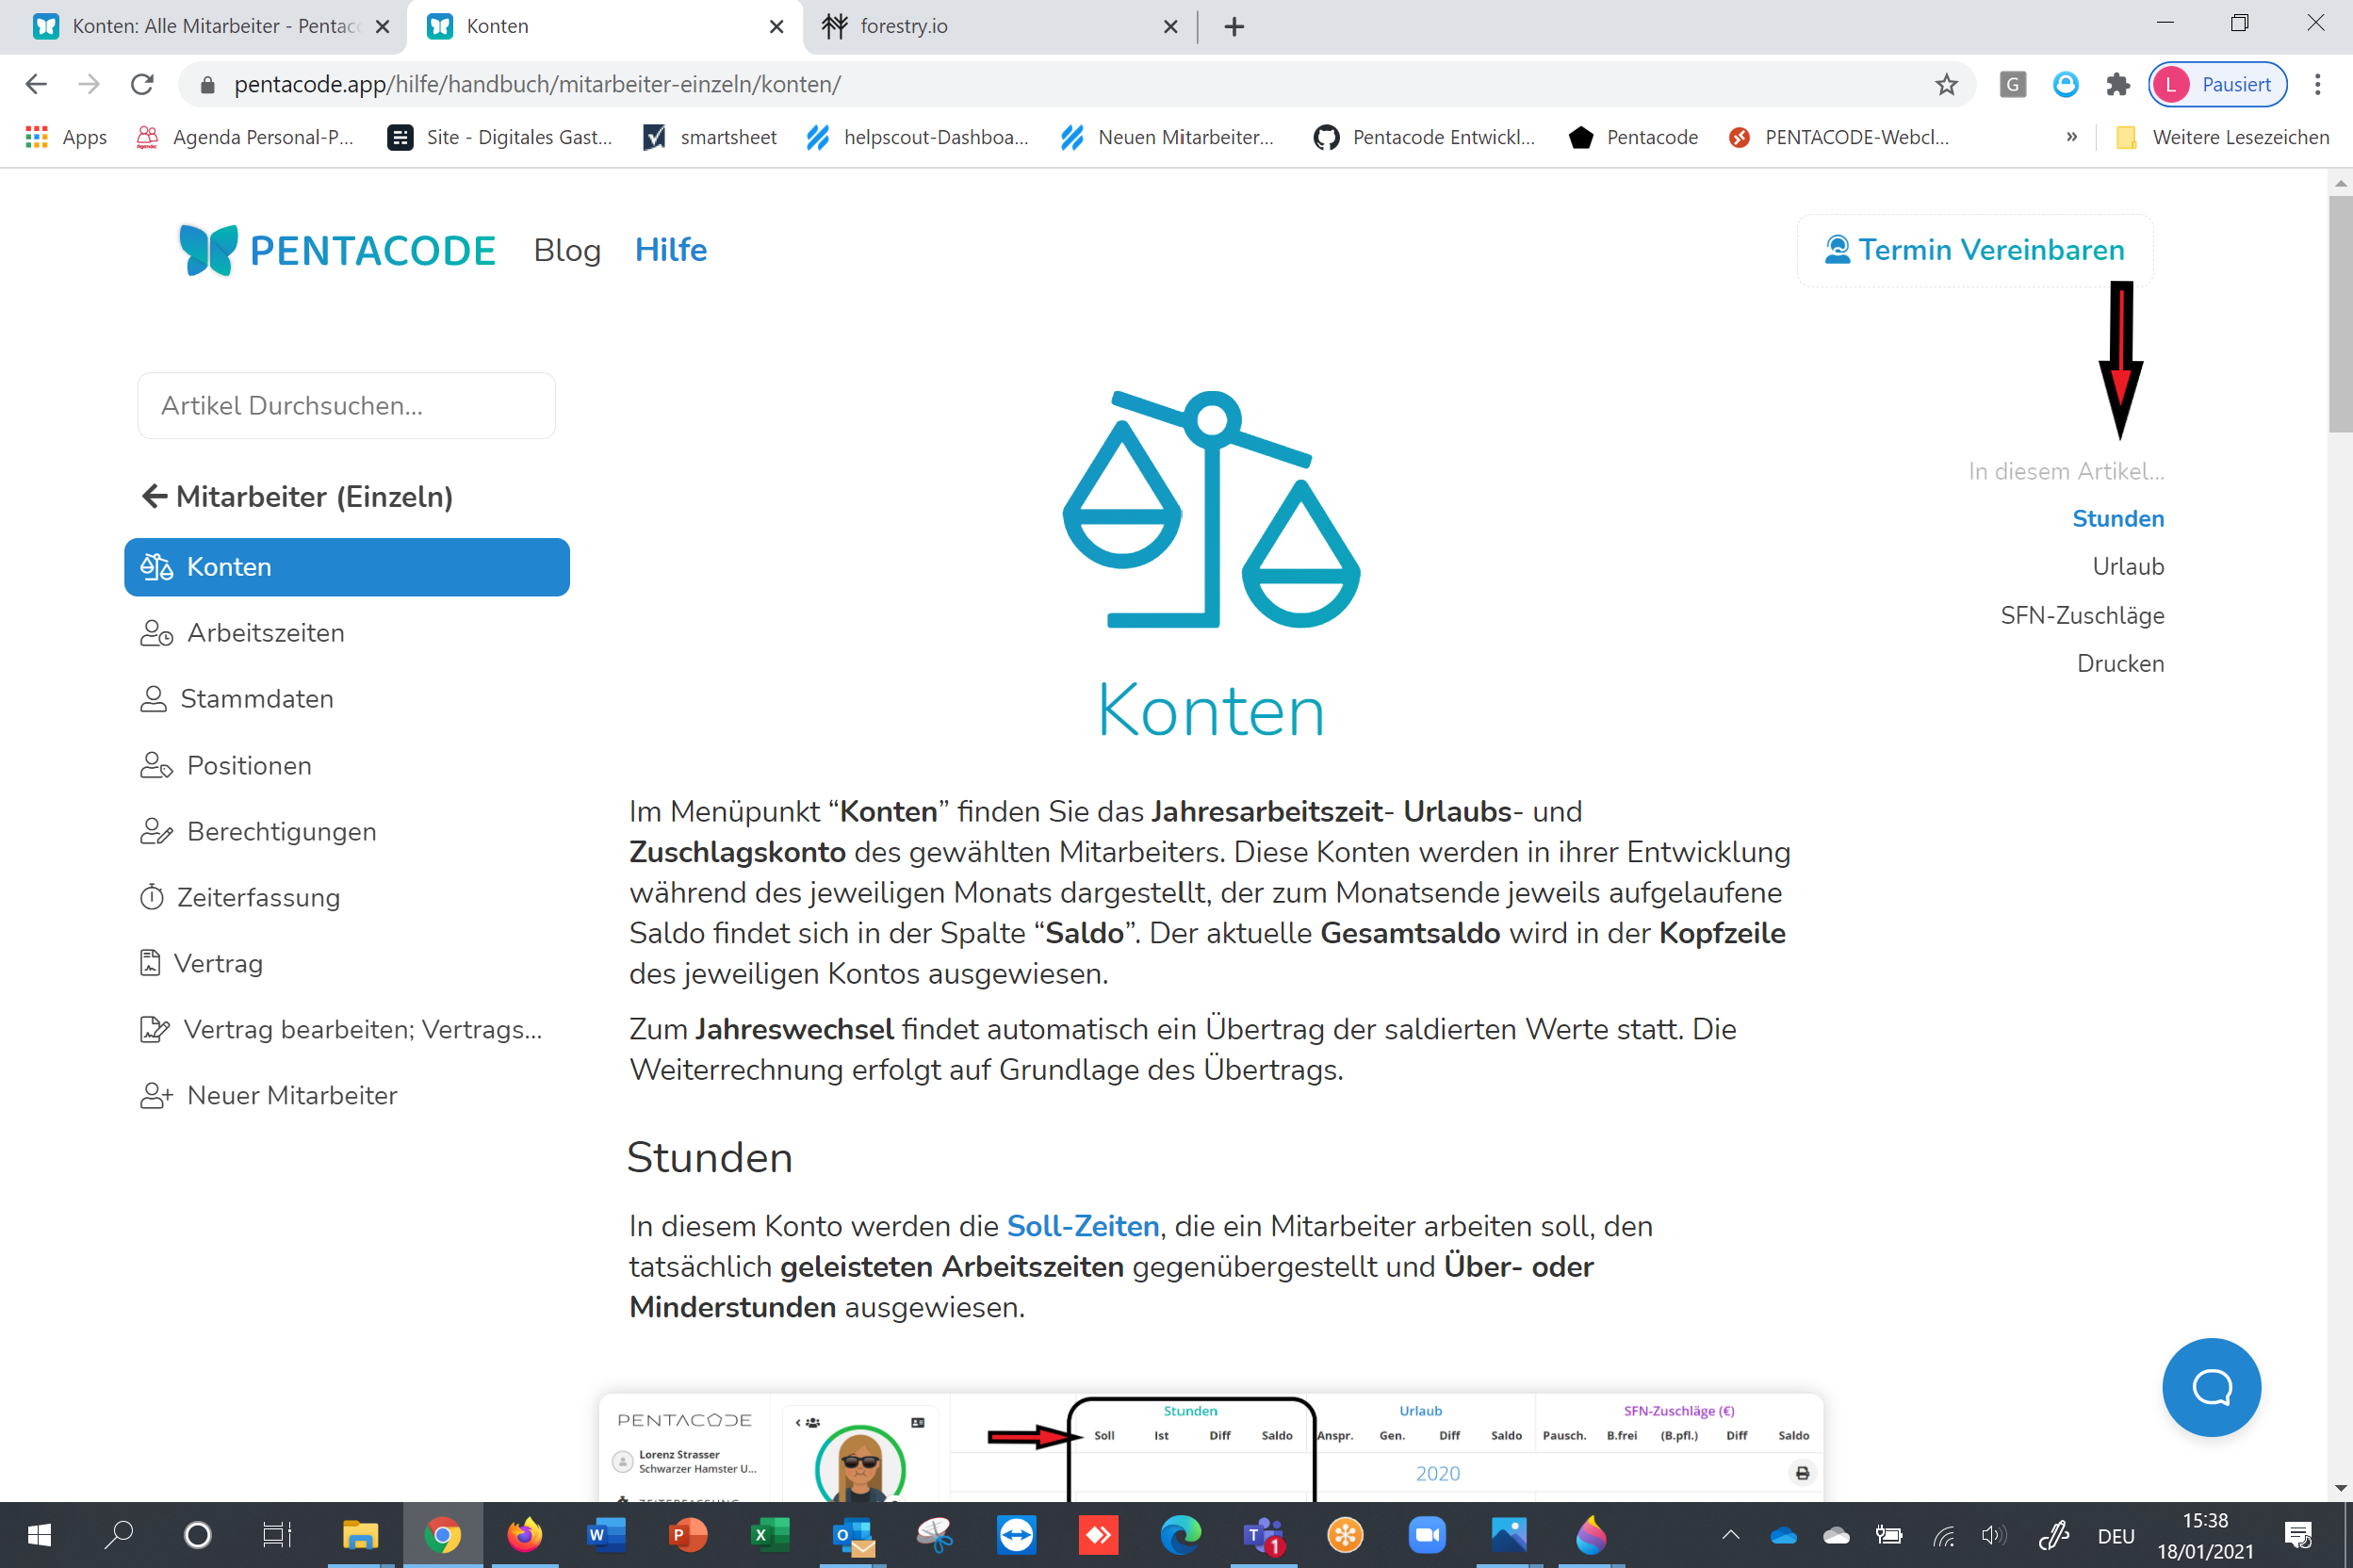 Konten: Alle Mitarbeiter - Pentaco
Konten
forestry.io
pentacode.app/hilfe/handbuch/mitarbeiter-einzeln/konten/
G
L Pausiert
Apps
Agenda Personal-P...
Site - Digitales Gast...
smartsheet
helpscout-Dashboa...
Neuen Mitarbeiter...
Pentacode Entwickl...
Pentacode
PENTACODE-Webcl...
»
Weitere Lesezeichen
PENTACODE
Blog
Hilfe
Termin Vereinbaren
Artikel Durchsuchen...
Mitarbeiter (Einzeln)
Konten
Arbeitszeiten
Stammdaten
Positionen
Berechtigungen
Zeiterfassung
Vertrag
Vertrag bearbeiten; Vertrags...
Neuer Mitarbeiter
Konten
Im Menüpunkt “Konten” finden Sie das Jahresarbeitszeit- Urlaubs- und
Zuschlagskonto des gewählten Mitarbeiters. Diese Konten werden in ihrer Entwicklung
während des jeweiligen Monats dargestellt, der zum Monatsende jeweils aufgelaufene
Saldo findet sich in der Spalte “Saldo”. Der aktuelle Gesamtsaldo wird in der Kopfzeile
des jeweiligen Kontos ausgewiesen.
Zum Jahreswechsel findet automatisch ein Übertrag der saldierten Werte statt. Die
Weiterrechnung erfolgt auf Grundlage des Übertrags.
Stunden
In diesem Konto werden die Soll-Zeiten, die ein Mitarbeiter arbeiten soll, den
tatsächlich geleisteten Arbeitszeiten gegenübergestellt und Über- oder
Minderstunden ausgewiesen.
In diesem Artikel...
Stunden
Urlaub
SFN-Zuschläge
Drucken
PENTACODE
Lorenz Strasser
Schwarzer Hamster U...
ZEITERFASSUNG
Stunden
Urlaub
SFN-Zuschläge (€)
Soll Ist Diff Saldo Anspr. Gen. Diff Saldo Pausch. B.frei (B.pfl.) Diff Saldo
2020
W
P
X
O
T 1
DEU
15:38
18/01/2021